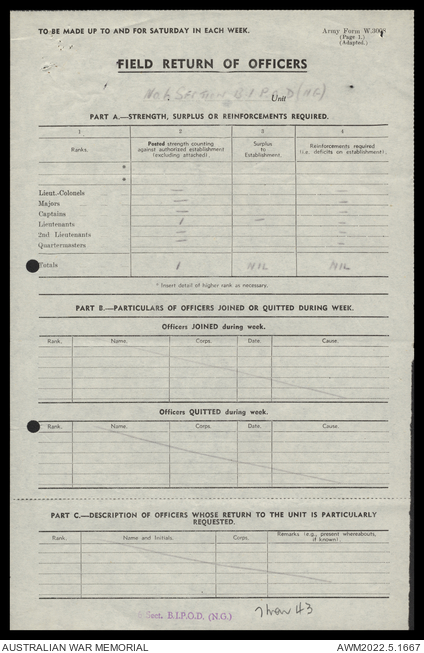 TO BE MADE UP TO AND FOR SATURDAY IN EACH WEEK.
Army Form W.3008
(Page 1.)
(Adapted.)
FIELD RETURN OF OFFICERS
No 1 Section B.I.P.O.D (NG)
Unit
PART A.—STRENGTH, SURPLUS OR REINFORCEMENTS REQUIRED.
1 2 3 4
Ranks. Posted strength counting against authorized establishment (excluding attached). Surplus to Establishment. Reinforcements required (i.e., deficits on establishment).
*
*
Lieut.-Colonels — —
Majors — —
Captains — —
Lieutenants 1 — —
2nd Lieutenants — —
Quartermasters — —
Totals 1 NIL NIL
* Insert detail of higher rank as necessary.
PART B.—PARTICULARS OF OFFICERS JOINED OR QUITTED DURING WEEK.
Officers JOINED during week.
Rank. Name. Corps. Date. Cause.
Officers QUITTED during week.
Rank. Name. Corps. Date. Cause.
PART C.—DESCRIPTION OF OFFICERS WHOSE RETURN TO THE UNIT IS PARTICULARLY
REQUESTED.
Rank. Name and Initials. Corps. Remarks (e.g., present whereabouts, if known).
Sect. B.I.P.O.D. (N.G.)
7 Nov 43
AUSTRALIAN WAR MEMORIAL
AWM2022.5.1667